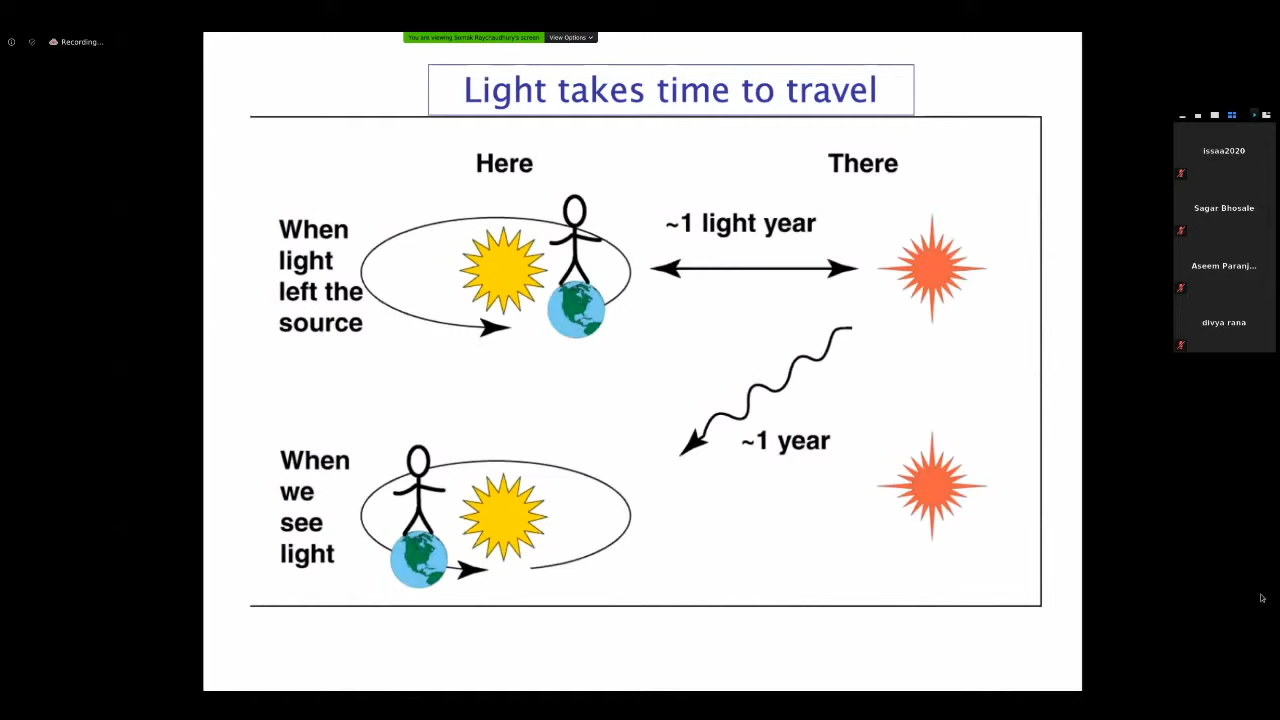 Recording...
You are viewing Somak Raychaudhury's screen
View Options
Light takes time to travel
Here
There
When
light
left the
source
~1 light year
~1 year
When
we
see
light
issaa2020
Sagar Bhosale
Aseem Paranj...
divya rana